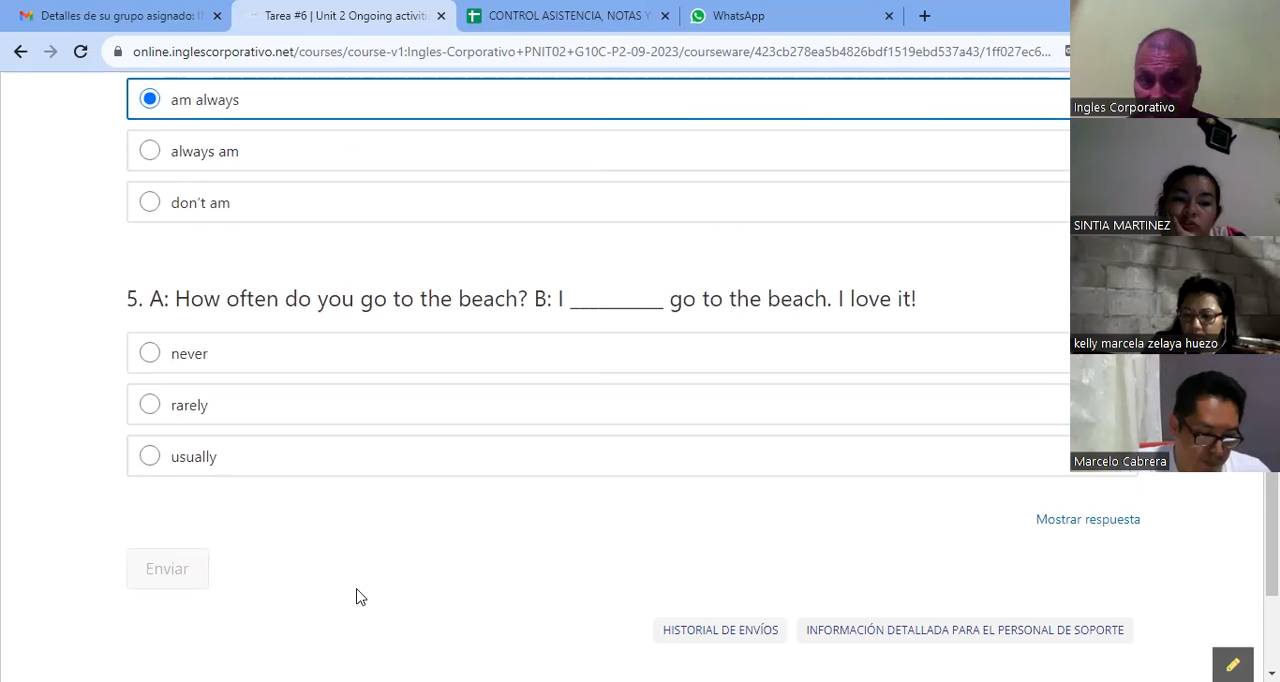 Detalles de su grupo asignado: I
Tarea #6 | Unit 2 Ongoing activiti
CONTROL ASISTENCIA, NOTAS Y
WhatsApp
online.inglescorporativo.net/courses/course-v1:Ingles-Corporativo+PNIT02+G10C-P2-09-2023/courseware/423cb278ea5b4826bdf1519ebd537a43/1ff027ec6...
am always
always am
don't am
5. A: How often do you go to the beach? B: I __________ go to the beach. I love it!
never
rarely
usually
Mostrar respuesta
Enviar
HISTORIAL DE ENVÍOS
INFORMACIÓN DETALLADA PARA EL PERSONAL DE SOPORTE
Ingles Corporativo
SINTIA MARTINEZ
kelly marcela zelaya huezo
Marcelo Cabrera